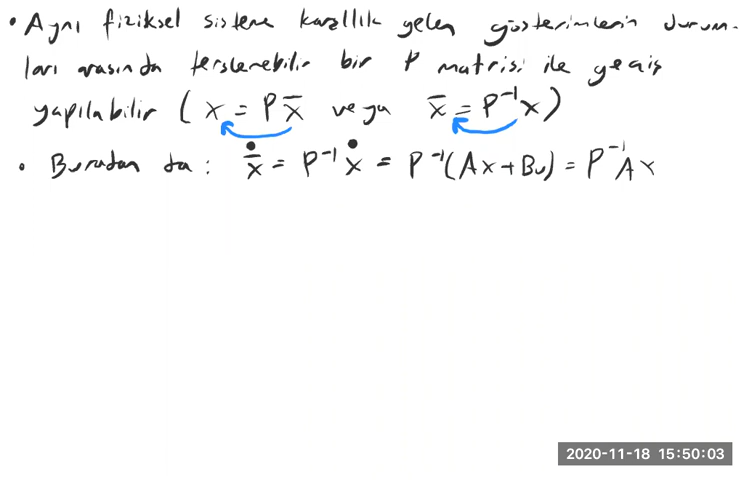 • Aynı fiziksel sisteme karşılık gelen gösterimlerin durum-
ları arasında terslenebilir bir P matrisi ile geçiş
yapılabilir ( x = P x̄ veya x̄ = P⁻¹x )
• Buradan da : ẋ̄ = P⁻¹ ẋ = P⁻¹(Ax + Bu) = P⁻¹Ax
2020-11-18 15:50:03